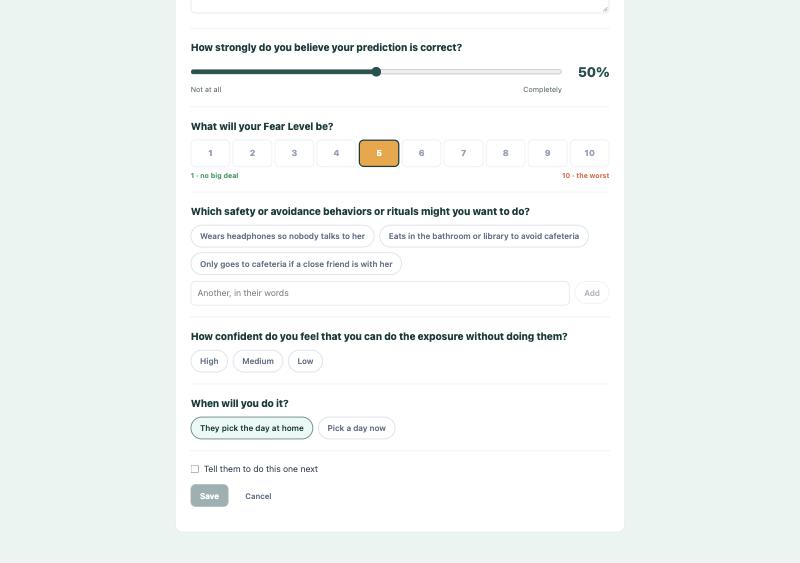 How strongly do you believe your prediction is correct?
50%
Not at all
Completely
What will your Fear Level be?
1 2 3 4 5 6 7 8 9 10
1 - no big deal
10 - the worst
Which safety or avoidance behaviors or rituals might you want to do?
Wears headphones so nobody talks to her
Eats in the bathroom or library to avoid cafeteria
Only goes to cafeteria if a close friend is with her
Another, in their words
Add
How confident do you feel that you can do the exposure without doing them?
High
Medium
Low
When will you do it?
They pick the day at home
Pick a day now
Tell them to do this one next
Save
Cancel